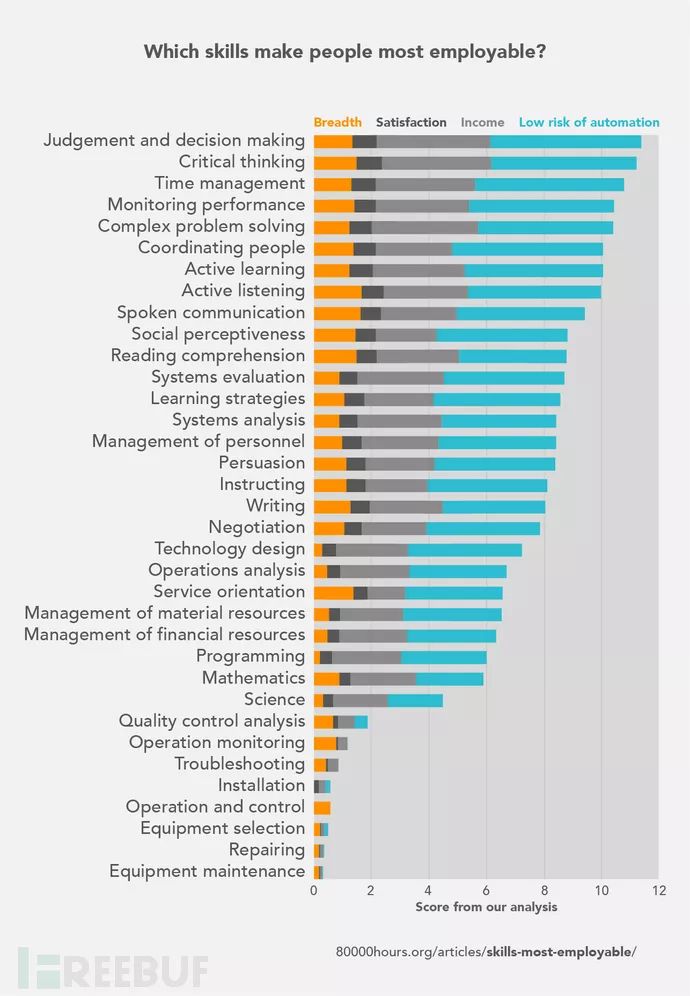 Which skills make people most employable?
Breadth Satisfaction Income Low risk of automation
Judgement and decision making
Critical thinking
Time management
Monitoring performance
Complex problem solving
Coordinating people
Active learning
Active listening
Spoken communication
Social perceptiveness
Reading comprehension
Systems evaluation
Learning strategies
Systems analysis
Management of personnel
Persuasion
Instructing
Writing
Negotiation
Technology design
Operations analysis
Service orientation
Management of material resources
Management of financial resources
Programming
Mathematics
Science
Quality control analysis
Operation monitoring
Troubleshooting
Installation
Operation and control
Equipment selection
Repairing
Equipment maintenance
0 2 4 6 8 10 12
Score from our analysis
80000hours.org/articles/skills-most-employable/
FREEBUF